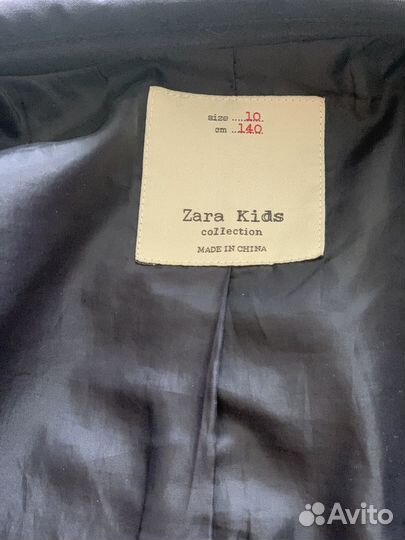 size ....10
cm ....140
Zara Kids
collection
MADE IN CHINA
Avito